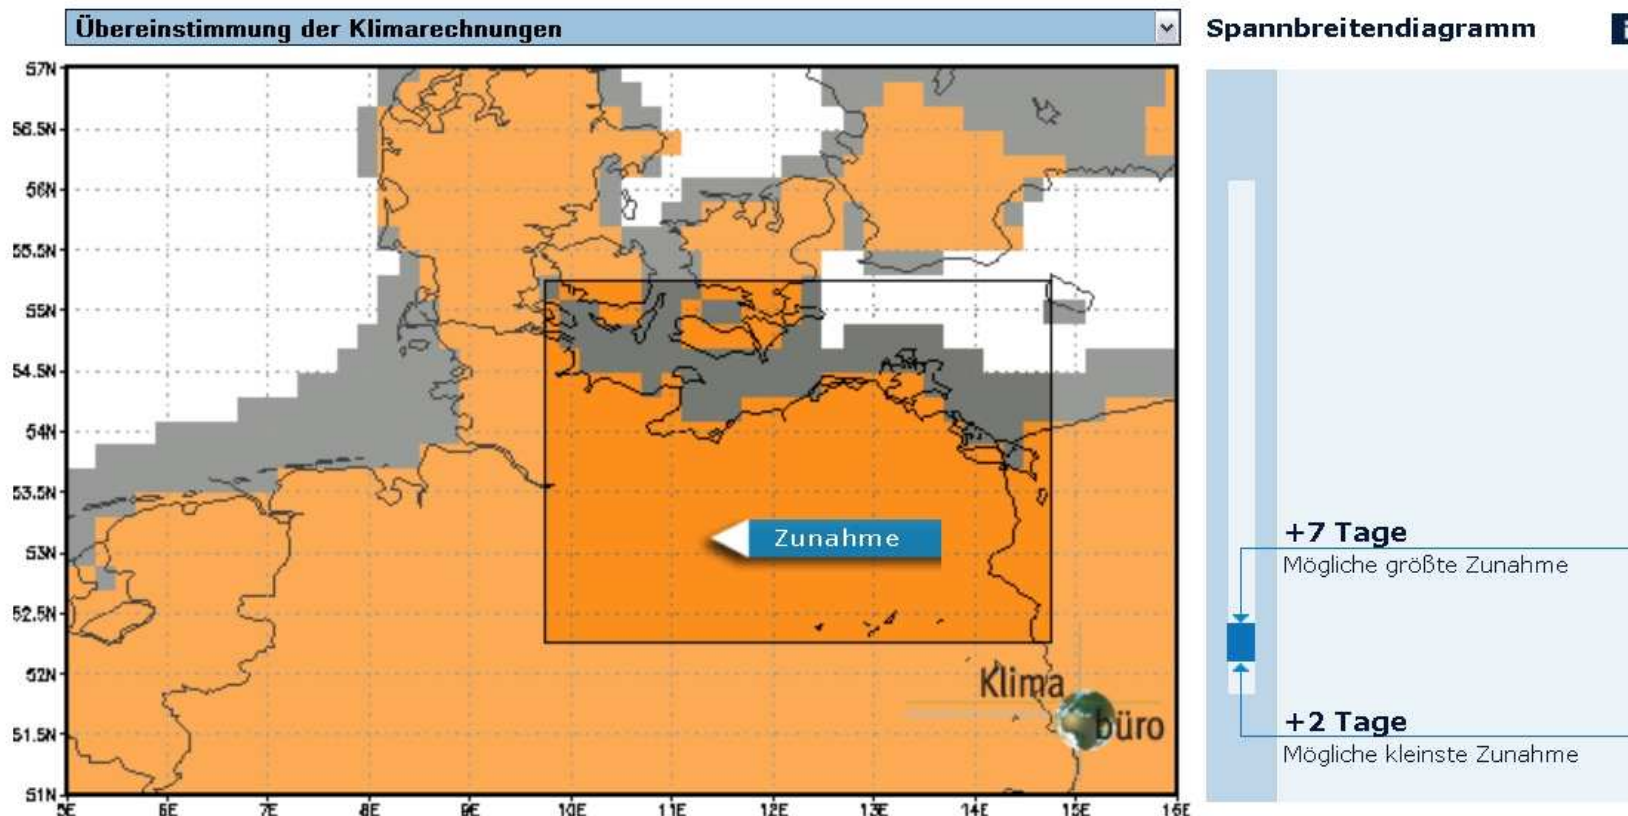 Übereinstimmung der Klimarechnungen
Spannbreitendiagramm
i
57N
56.5N
56N
55.5N
55N
54.5N
54N
53.5N
53N
52.5N
52N
51.5N
51N
5E 6E 7E 8E 9E 10E 11E 12E 13E 14E 15E 16E
Zunahme
Klima
büro
+7 Tage
Mögliche größte Zunahme
+2 Tage
Mögliche kleinste Zunahme